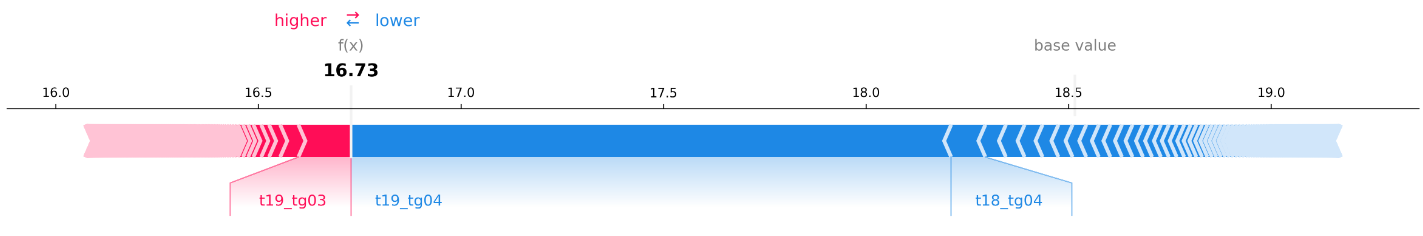 higher ⇄ lower
f(x) base value
16.73
16.0 16.5 17.0 17.5 18.0 18.5 19.0
t19_tg03 t19_tg04 t18_tg04